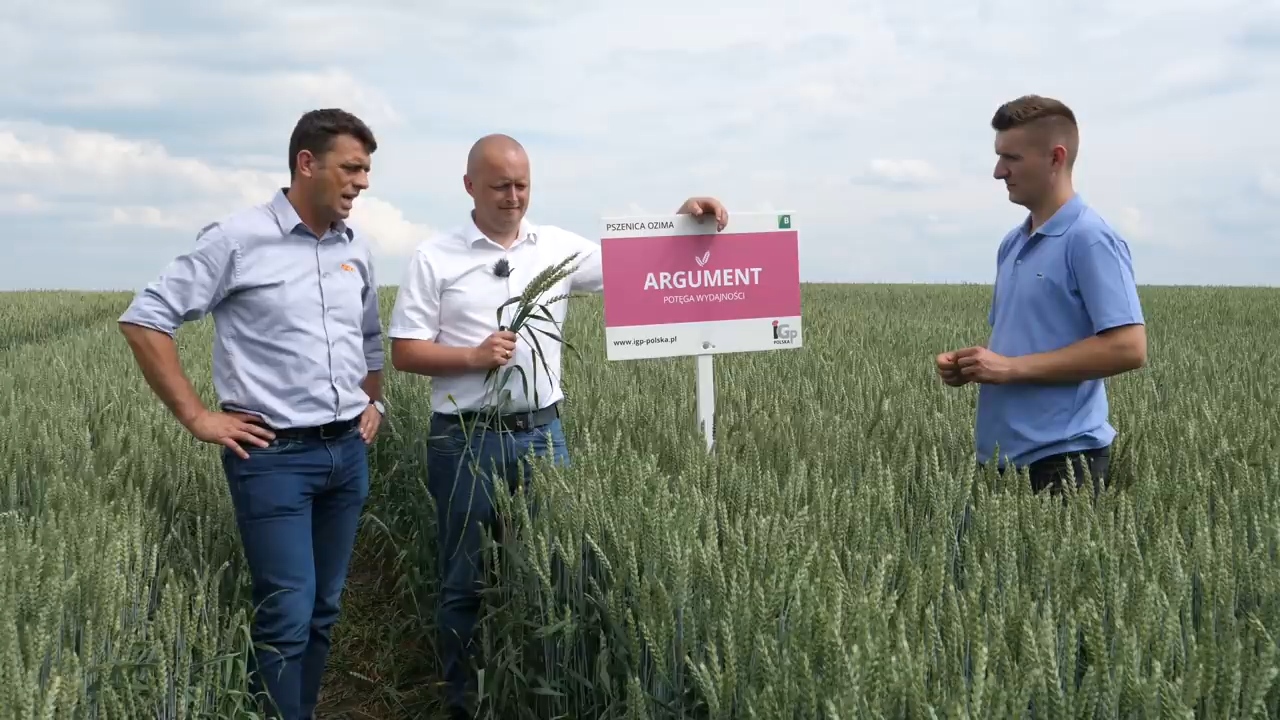 PSZENICA OZIMA
B
ARGUMENT
POTĘGA WYDAJNOŚCI
www.igp-polska.pl
iGp
POLSKA